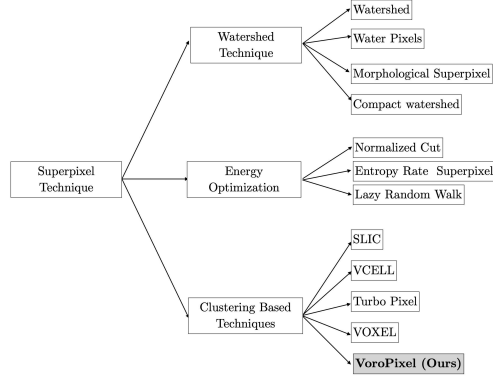 Watershed
Technique
Watershed
Water Pixels
Morphological Superpixel
Compact watershed
Superpixel
Technique
Energy
Optimization
Normalized Cut
Entropy Rate Superpixel
Lazy Random Walk
Clustering Based
Techniques
SLIC
VCELL
Turbo Pixel
VOXEL
VoroPixel (Ours)